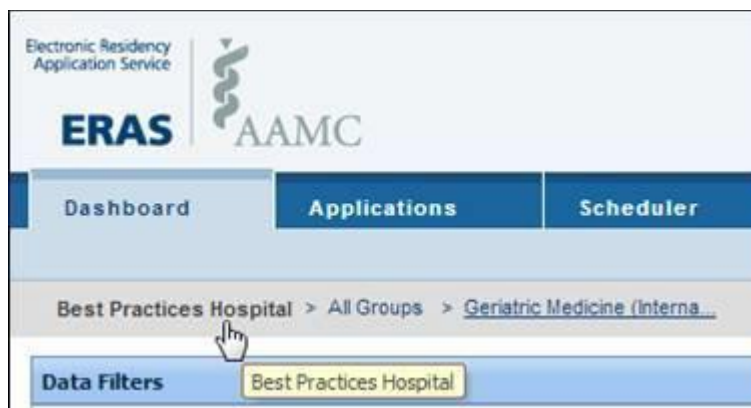 Electronic Residency
Application Service
ERAS
AAMC
Dashboard Applications Scheduler
Best Practices Hospital > All Groups > Geriatric Medicine (Interna...
Data Filters
Best Practices Hospital